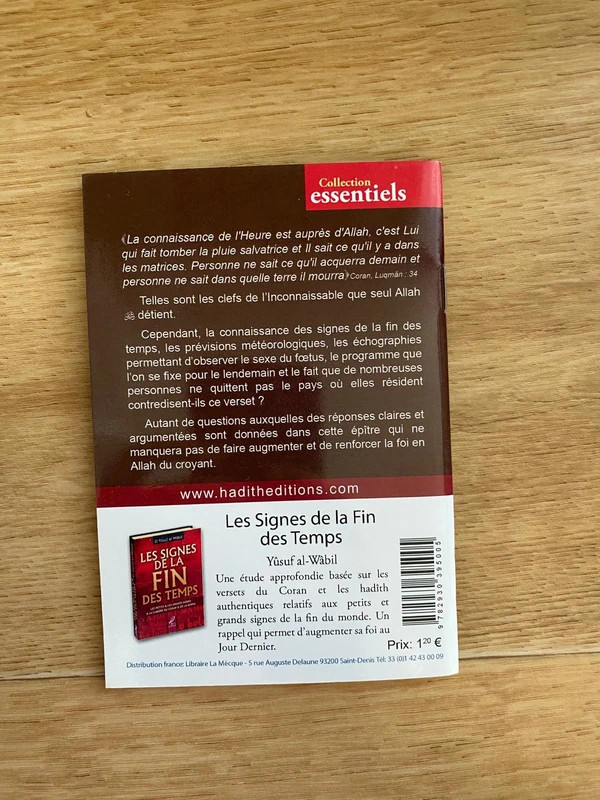 Collection
essentiels
﴾La connaissance de l'Heure est auprès d'Allah, c'est Lui
qui fait tomber la pluie salvatrice et Il sait ce qu'il y a dans
les matrices. Personne ne sait ce qu'il acquerra demain et
personne ne sait dans quelle terre il mourra﴿ Coran, Luqmân : 34
Telles sont les clefs de l'Inconnaissable que seul Allah
détient.
Cependant, la connaissance des signes de la fin des
temps, les prévisions météorologiques, les échographies
permettant d'observer le sexe du fœtus, le programme que
l'on se fixe pour le lendemain et le fait que de nombreuses
personnes ne quittent pas le pays où elles résident
contredisent-ils ce verset ?
Autant de questions auxquelles des réponses claires et
argumentées sont données dans cette épître qui ne
manquera pas de faire augmenter et de renforcer la foi en
Allah du croyant.
www.haditheditions.com
Les Signes de la Fin
des Temps
Yûsuf al-Wâbil
Une étude approfondie basée sur les
versets du Coran et les hadîth
authentiques relatifs aux petits et
grands signes de la fin du monde. Un
rappel qui permet d'augmenter sa foi au
Jour Dernier.
LES SIGNES
DE LA
FIN
DES TEMPS
9 782930 395005
Prix: 1,20 €
Distribution france: Libraire La Mècque - 5 rue Auguste Delaune 93200 Saint-Denis Tél: 33 (0)1 42 43 00 09